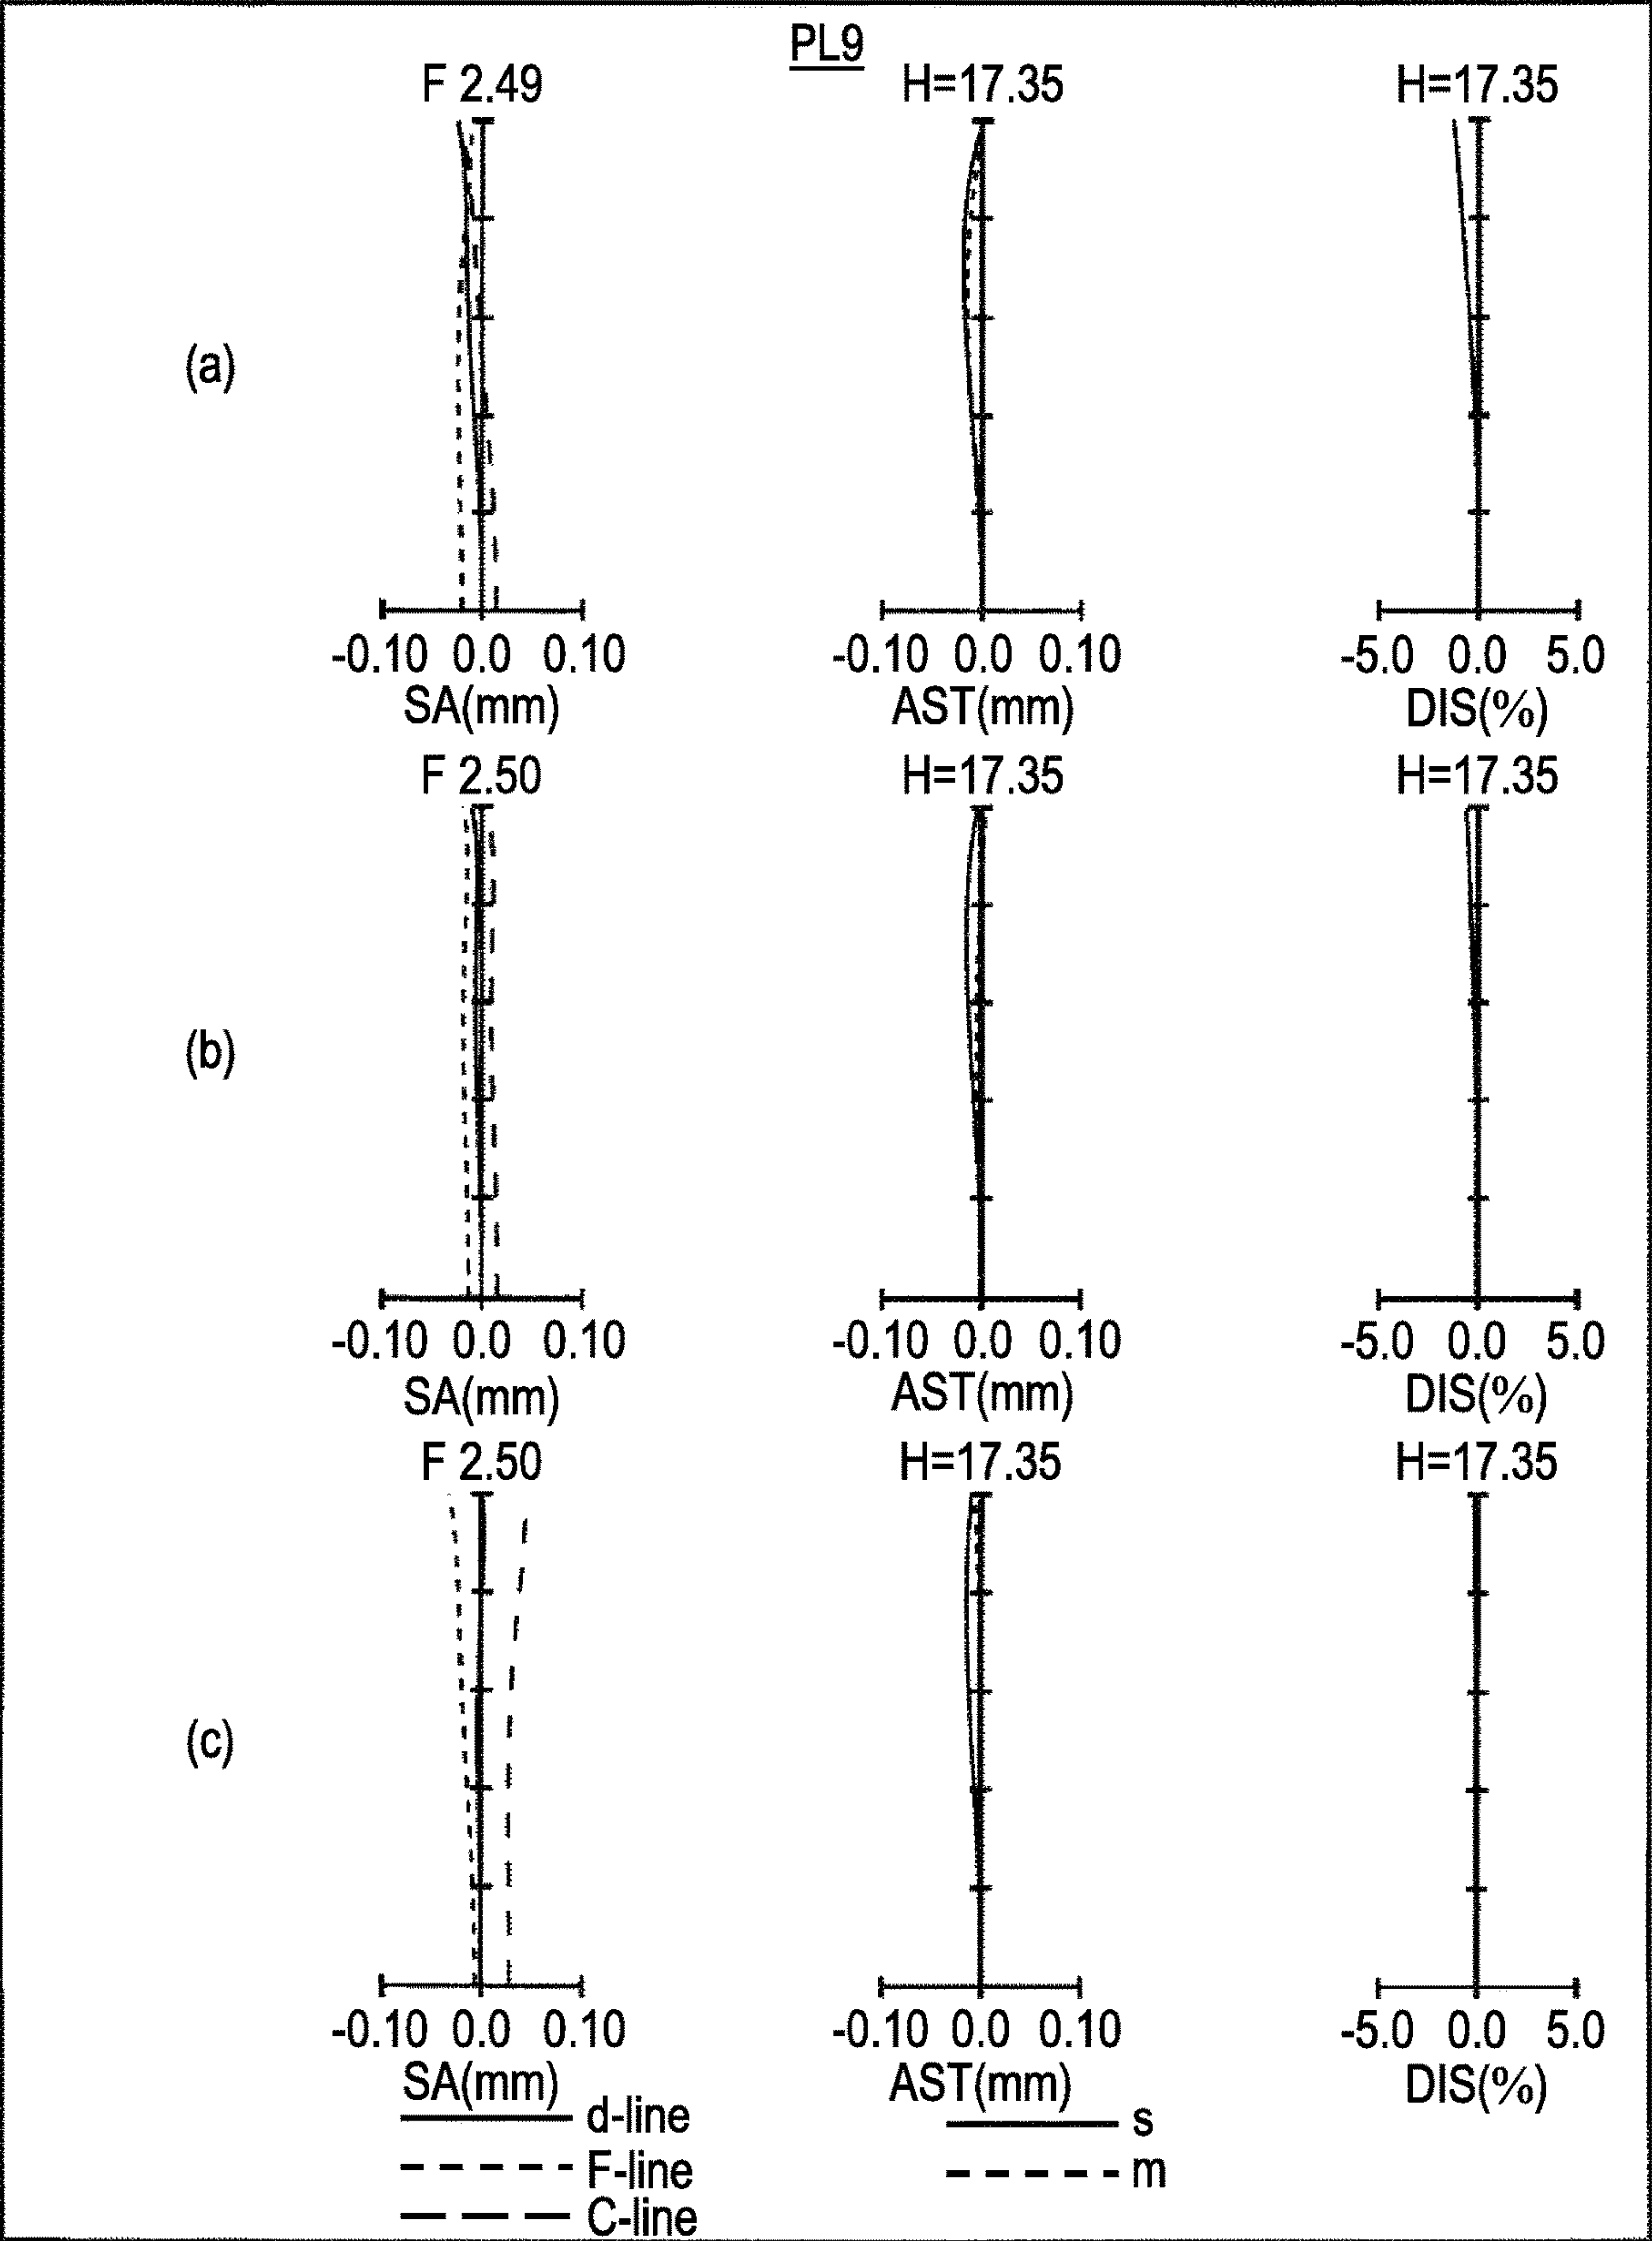 PL9
F 2.49 H=17.35 H=17.35
(a)
-0.10 0.0 0.10 -0.10 0.0 0.10 -5.0 0.0 5.0
SA(mm) AST(mm) DIS(%)
F 2.50 H=17.35 H=17.35
(b)
-0.10 0.0 0.10 -0.10 0.0 0.10 -5.0 0.0 5.0
SA(mm) AST(mm) DIS(%)
F 2.50 H=17.35 H=17.35
(c)
-0.10 0.0 0.10 -0.10 0.0 0.10 -5.0 0.0 5.0
SA(mm) AST(mm) DIS(%)
d-line s
F-line m
C-line